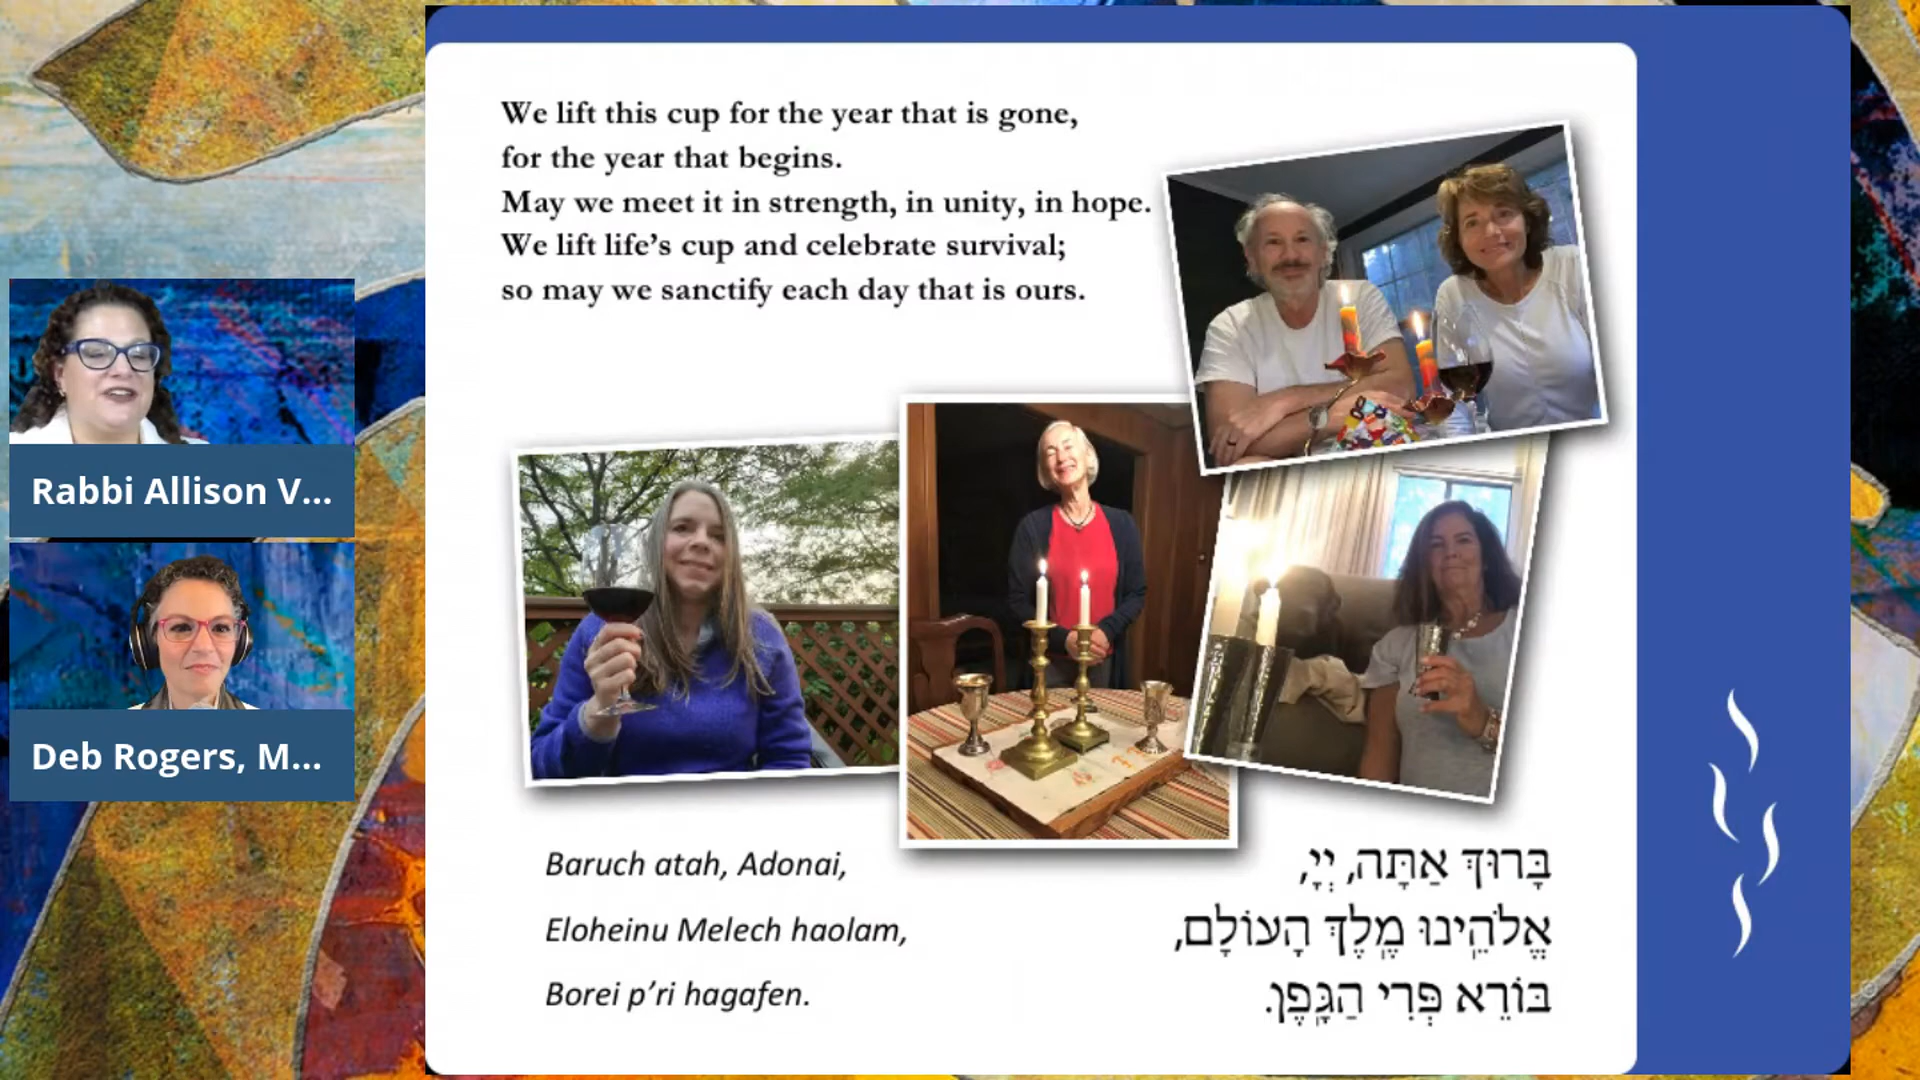 We lift this cup for the year that is gone,
for the year that begins.
May we meet it in strength, in unity, in hope.
We lift life’s cup and celebrate survival;
so may we sanctify each day that is ours.
Rabbi Allison V...
Deb Rogers, M...
Baruch atah, Adonai,
Eloheinu Melech haolam,
Borei p’ri hagafen.
בָּרוּךְ אַתָּה, יְיָ,
אֱלֹהֵֽינוּ מֶֽלֶךְ הָעוֹלָם,
בּוֹרֵא פְּרִי הַגָּֽפֶן.